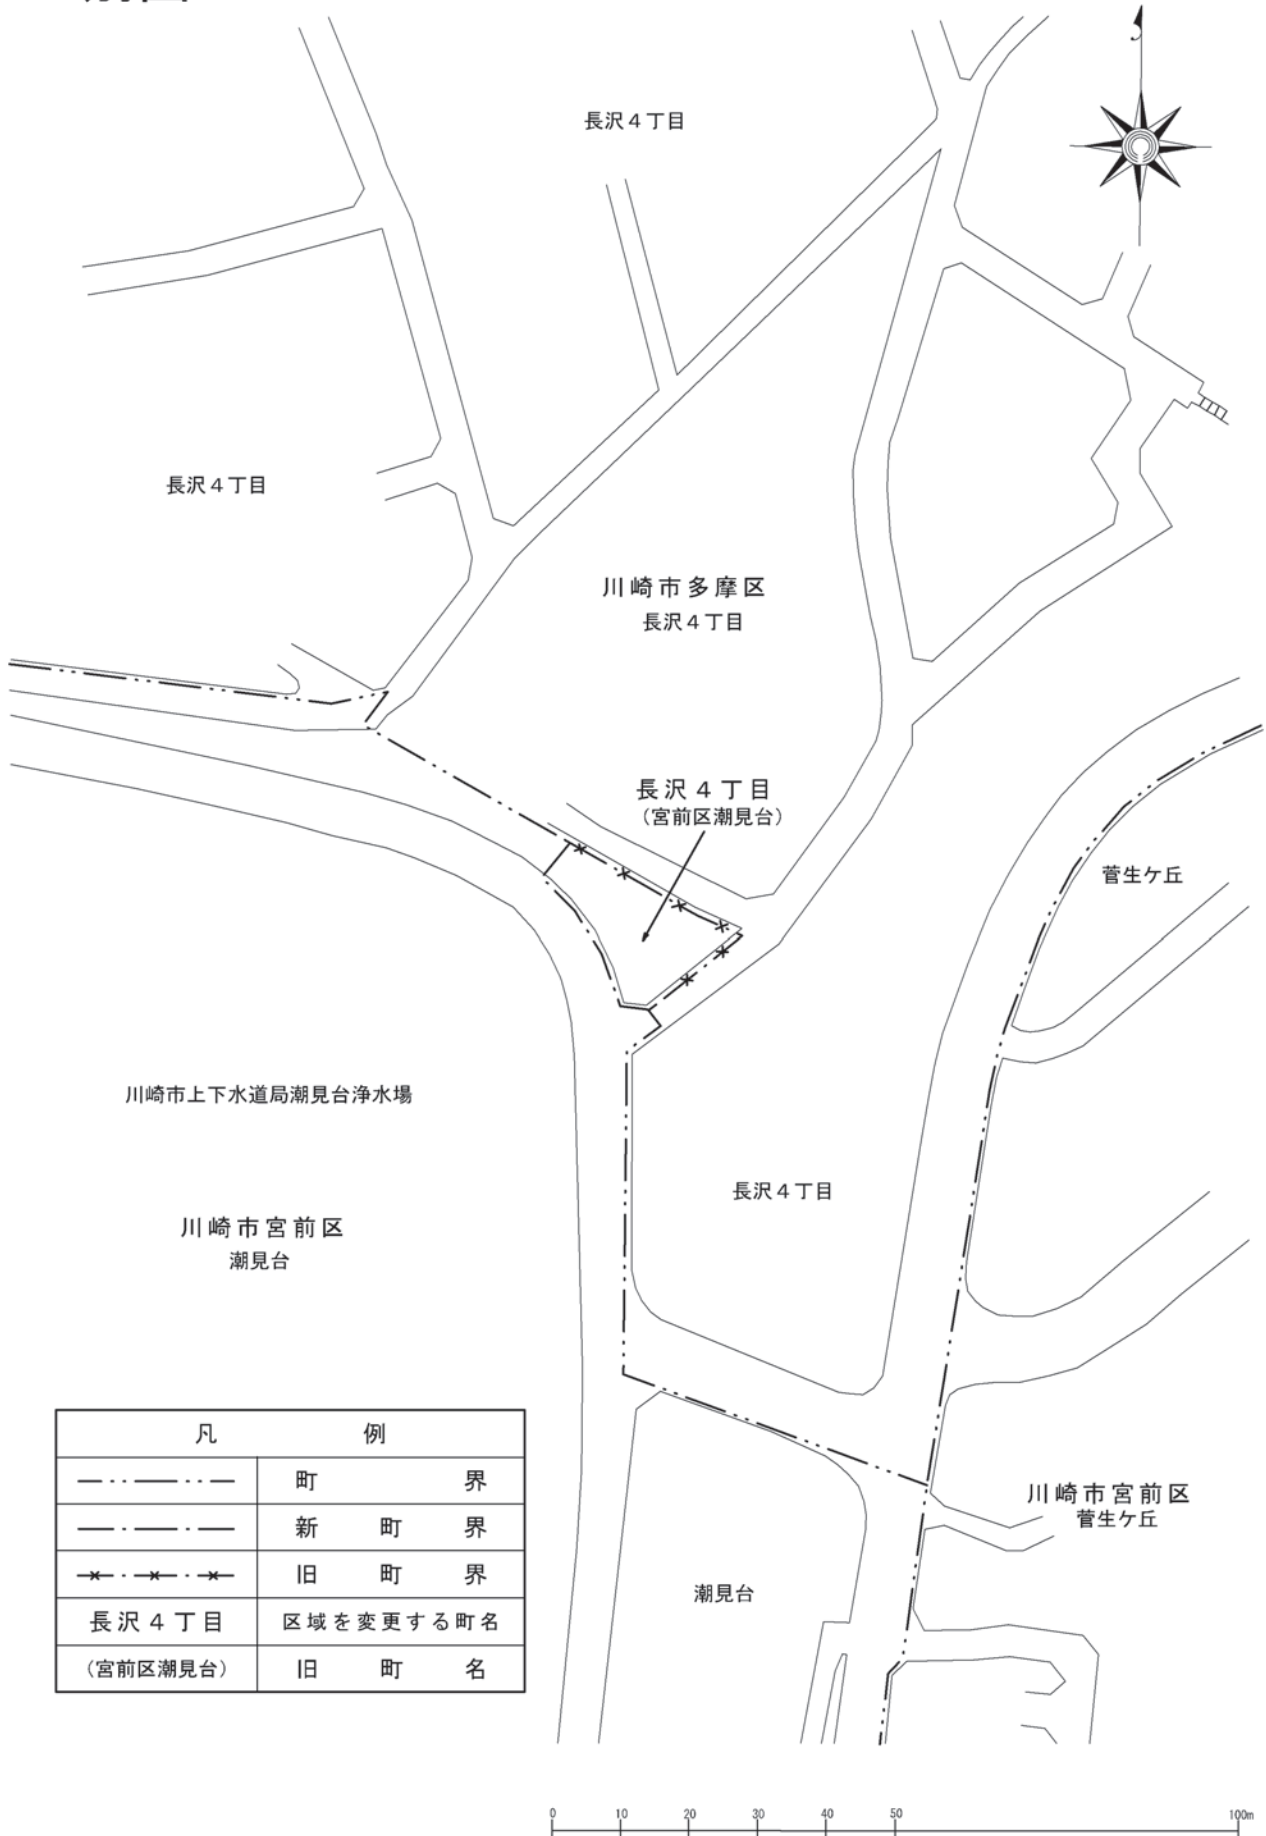 長沢４丁目
長沢４丁目
川崎市多摩区
長沢４丁目
長沢４丁目
（宮前区潮見台）
菅生ケ丘
川崎市上下水道局潮見台浄水場
長沢４丁目
川崎市宮前区
潮見台
凡例
町界
新町界
旧町界
長沢４丁目 区域を変更する町名
（宮前区潮見台） 旧町名
川崎市宮前区
菅生ケ丘
潮見台
0 10 20 30 40 50 100m